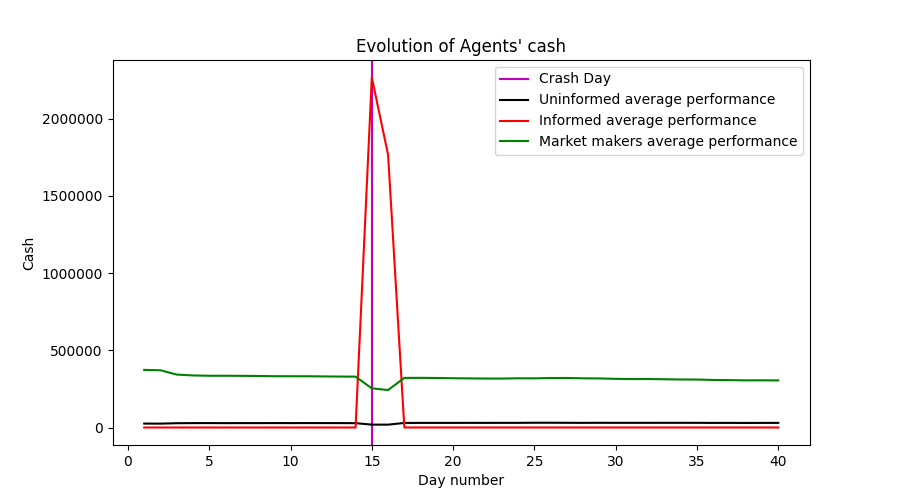 Evolution of Agents' cash
Crash Day
Uninformed average performance
Informed average performance
Market makers average performance
2000000
1500000
1000000
500000
0
Cash
0 5 10 15 20 25 30 35 40
Day number